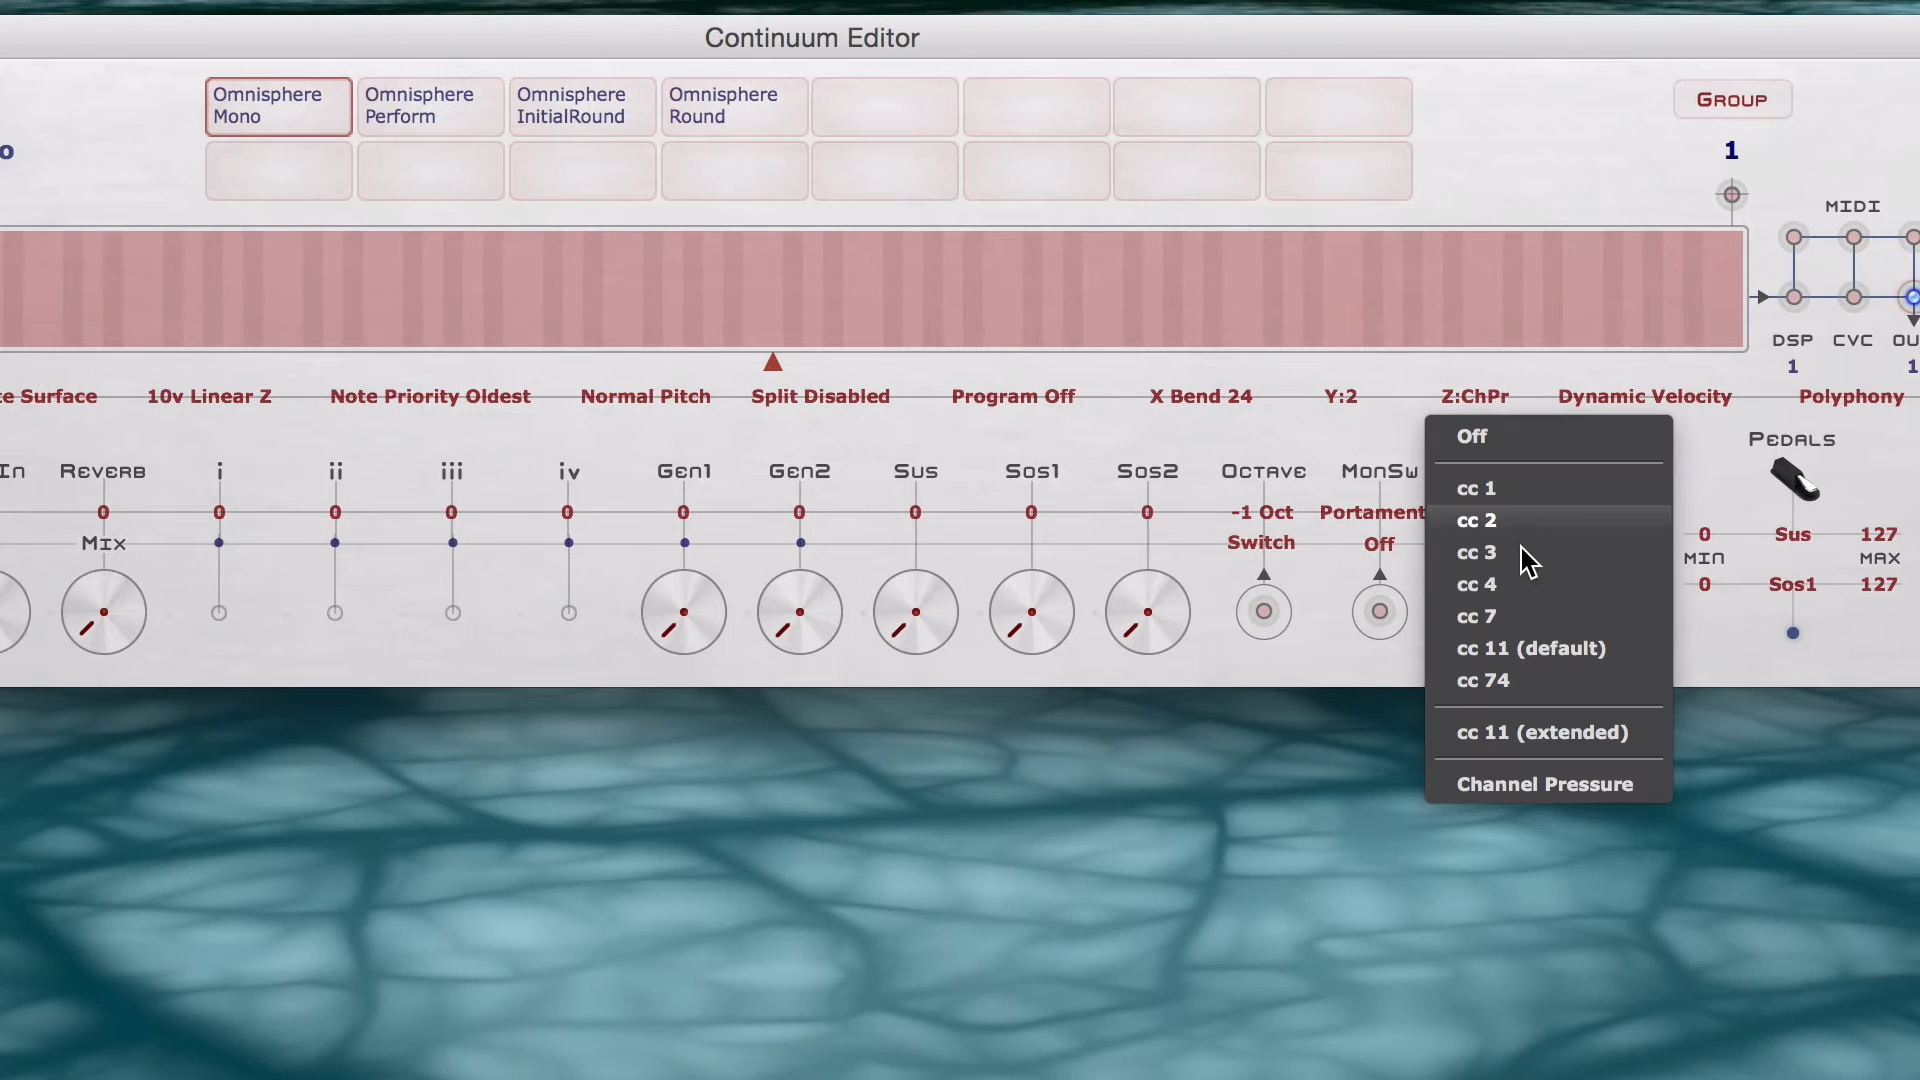 Continuum Editor
Omnisphere
Mono
Omnisphere
Perform
Omnisphere
InitialRound
Omnisphere
Round
GROUP
o
1
MIDI
DSP CVC OU
1 1
te Surface 10v Linear Z Note Priority Oldest Normal Pitch Split Disabled Program Off X Bend 24 Y:2 Z:ChPr Dynamic Velocity Polyphony
In REVERB i ii iii iv GEN1 GEN2 SUS SOS1 SOS2 OCTAVE MONSW
0 0 0 0 0 0 0 0 0 0 -1 Oct Portament
MIX Switch Off
Off
cc 1
cc 2
cc 3
cc 4
cc 7
cc 11 (default)
cc 74
cc 11 (extended)
Channel Pressure
PEDALS
0 Sus 127
MIN MAX
0 Sos1 127